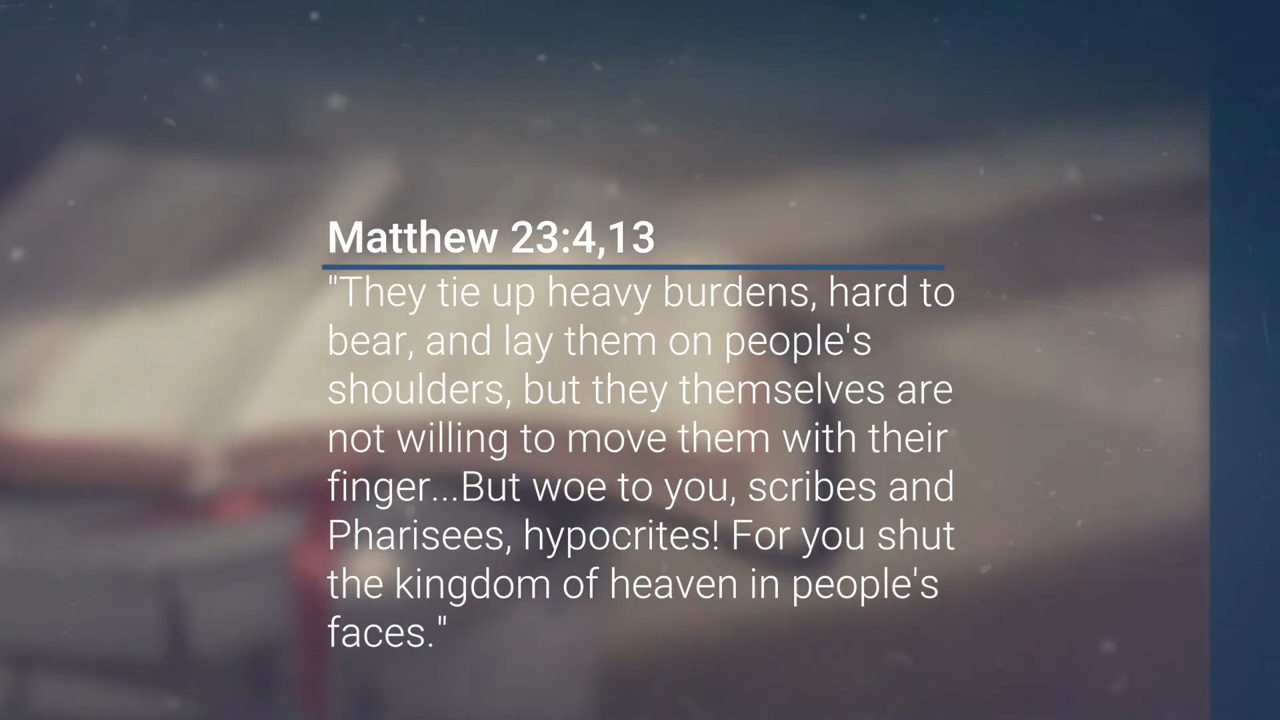 Matthew 23:4,13
"They tie up heavy burdens, hard to
bear, and lay them on people's
shoulders, but they themselves are
not willing to move them with their
finger...But woe to you, scribes and
Pharisees, hypocrites! For you shut
the kingdom of heaven in people's
faces."